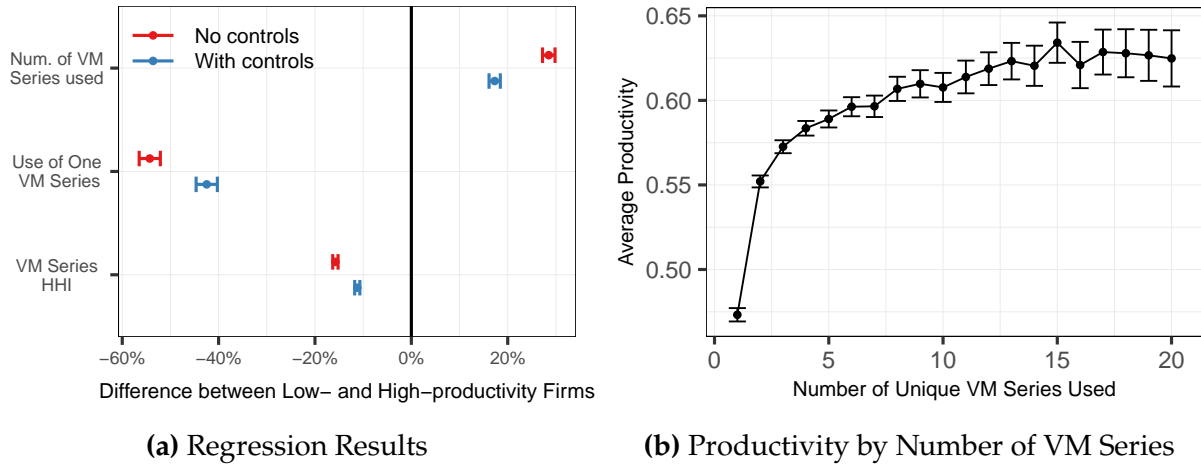 No controls
With controls
Num. of VM
Series used
Use of One
VM Series
VM Series
HHI
−60%
−40%
−20%
0%
20%
Difference between Low− and High−productivity Firms
(a) Regression Results
Average Productivity
0.65
0.60
0.55
0.50
0
5
10
15
20
Number of Unique VM Series Used
(b) Productivity by Number of VM Series